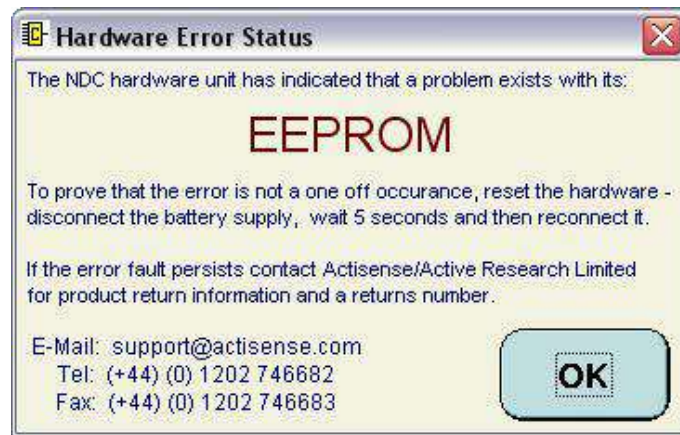 Hardware Error Status
The NDC hardware unit has indicated that a problem exists with its:
EEPROM
To prove that the error is not a one off occurance, reset the hardware -
disconnect the battery supply, wait 5 seconds and then reconnect it.
If the error fault persists contact Actisense/Active Research Limited
for product return information and a returns number.
E-Mail: support@actisense.com
Tel: (+44) (0) 1202 746682
Fax: (+44) (0) 1202 746683
OK